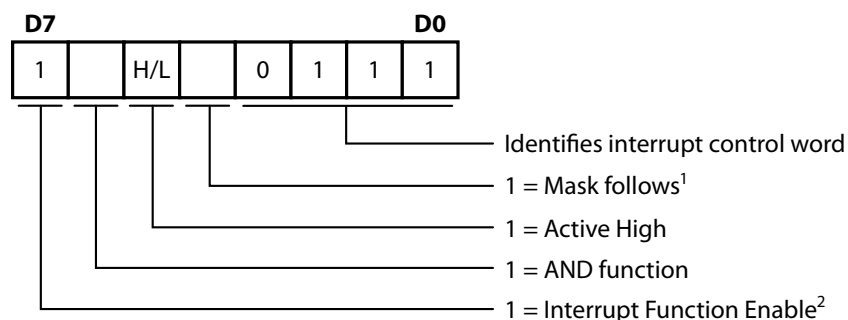 D7 D0
1 H/L 0 1 1 1
Identifies interrupt control word
1 = Mask follows¹
1 = Active High
1 = AND function
1 = Interrupt Function Enable²